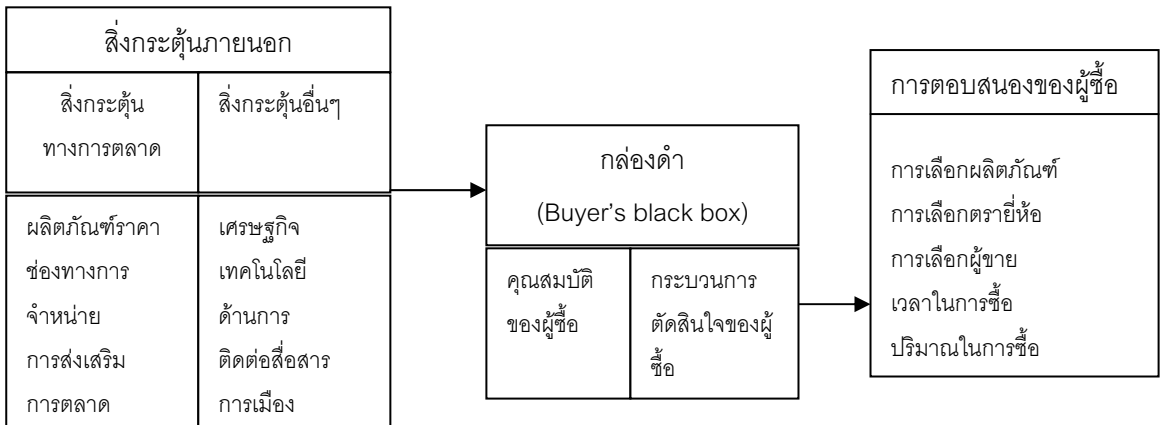 สิ่งกระตุ้นภายนอก
สิ่งกระตุ้น
ทางการตลาด
สิ่งกระตุ้นอื่นๆ
ผลิตภัณฑ์ราคา
ช่องทางการ
จำหน่าย
การส่งเสริม
การตลาด
เศรษฐกิจ
เทคโนโลยี
ด้านการ
ติดต่อสื่อสาร
การเมือง
กล่องดำ
(Buyer's black box)
คุณสมบัติ
ของผู้ซื้อ
กระบวนการ
ตัดสินใจของผู้
ซื้อ
การตอบสนองของผู้ซื้อ
การเลือกผลิตภัณฑ์
การเลือกตรายี่ห้อ
การเลือกผู้ขาย
เวลาในการซื้อ
ปริมาณในการซื้อ